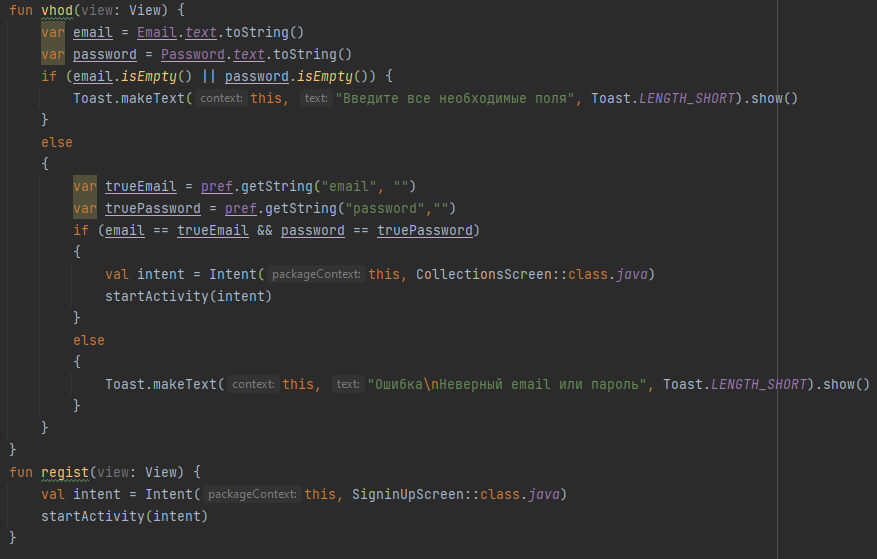 fun vhod(view: View) {
    var email = Email.text.toString()
    var password = Password.text.toString()
    if (email.isEmpty() || password.isEmpty()) {
        Toast.makeText( context: this, text: "Введите все необходимые поля", Toast.LENGTH_SHORT).show()
    }
    else
    {
        var trueEmail = pref.getString("email", "")
        var truePassword = pref.getString("password","")
        if (email == trueEmail && password == truePassword)
        {
            val intent = Intent( packageContext: this, CollectionsScreen::class.java)
            startActivity(intent)
        }
        else
        {
            Toast.makeText( context: this, text: "Ошибка\nНеверный email или пароль", Toast.LENGTH_SHORT).show()
        }
    }
}
fun regist(view: View) {
    val intent = Intent( packageContext: this, SigninUpScreen::class.java)
    startActivity(intent)
}